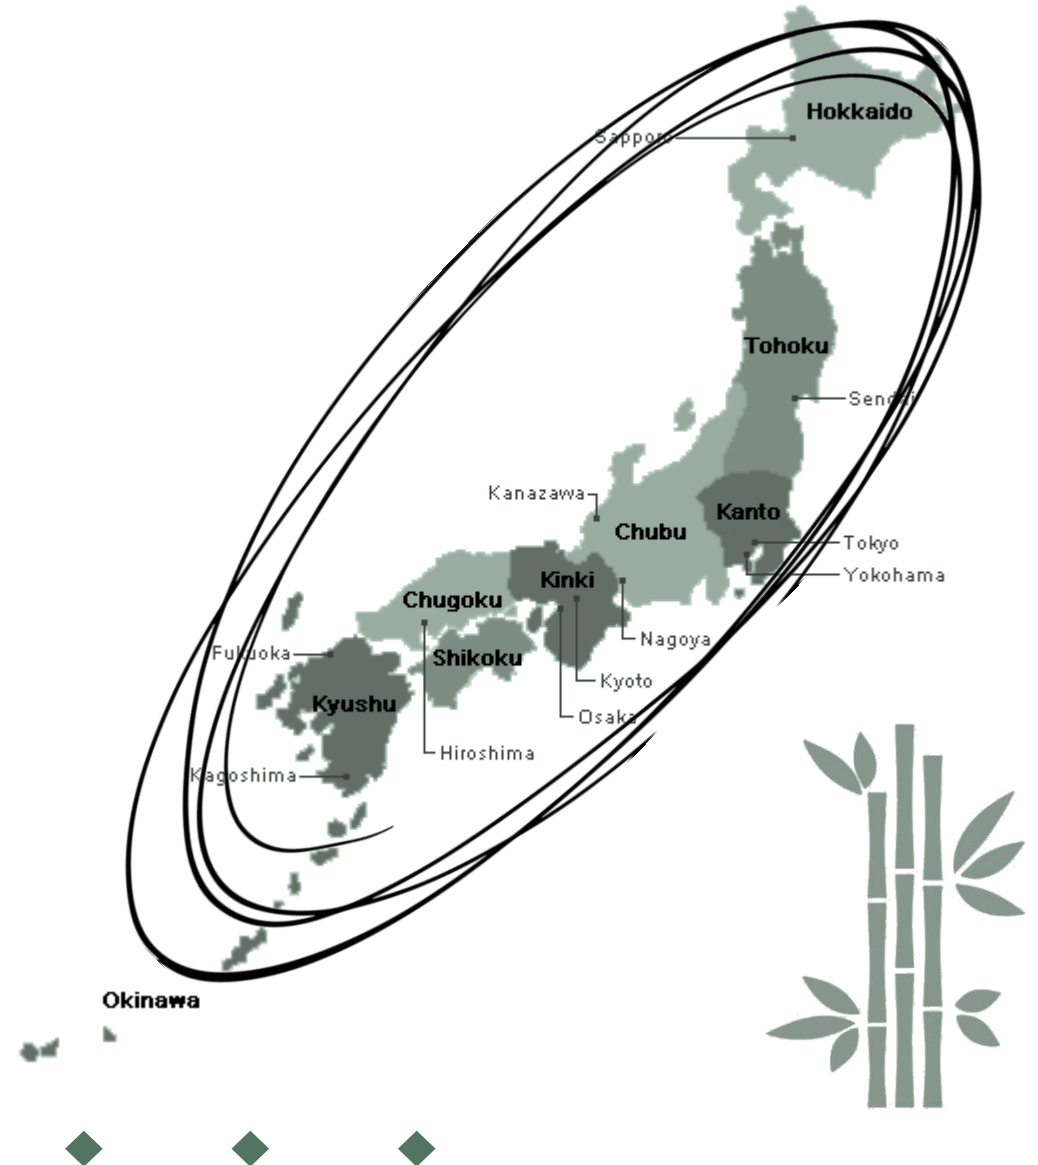 Hokkaido
Sapporo
Tohoku
Sendai
Kanazawa
Kanto
Chubu
Tokyo
Kinki
Yokohama
Chugoku
Nagoya
Fukuoka
Shikoku
Kyoto
Kyushu
Osaka
Hiroshima
Kagoshima
Okinawa